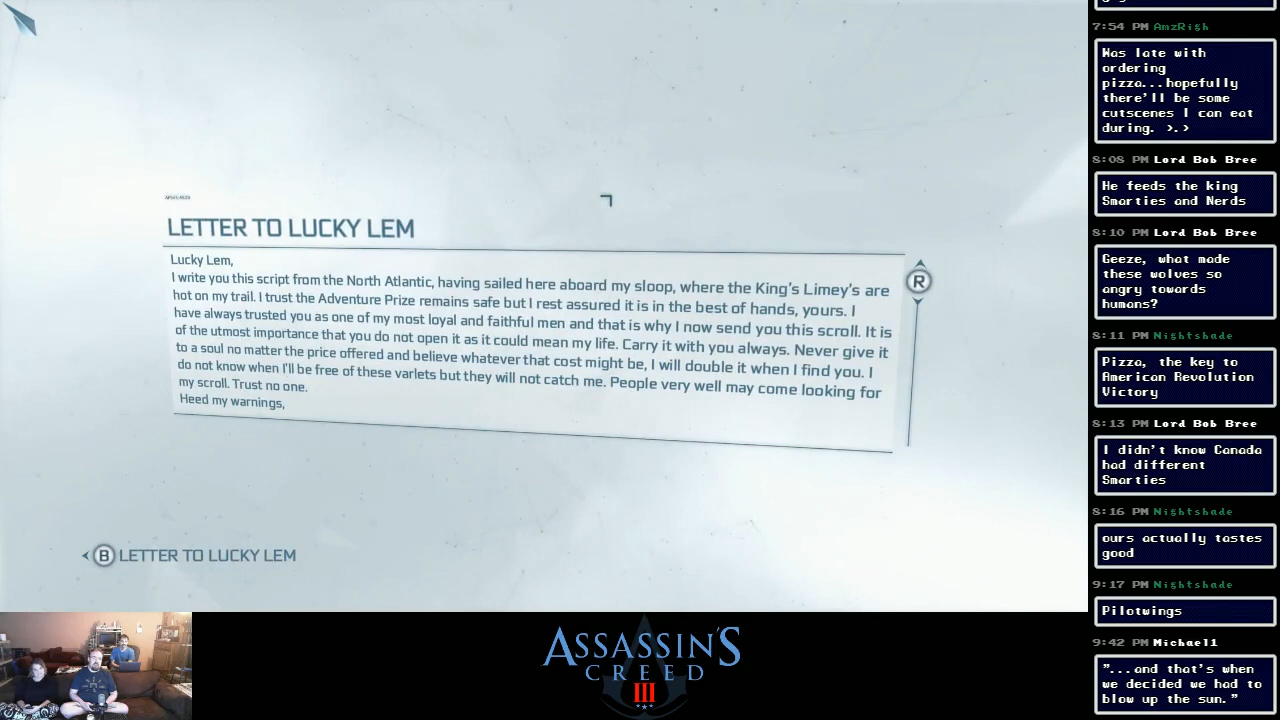 LETTER TO LUCKY LEM
Lucky Lem,
I write you this script from the North Atlantic, having sailed here aboard my sloop, where the King's Limey's are
hot on my trail. I trust the Adventure Prize remains safe but I rest assured it is in the best of hands, yours. I
have always trusted you as one of my most loyal and faithful men and that is why I now send you this scroll. It is
of the utmost importance that you do not open it as it could mean my life. Carry it with you always. Never give it
to a soul no matter the price offered and believe whatever that cost might be, I will double it when I find you. I
do not know when I'll be free of these varlets but they will not catch me. People very well may come looking for
my scroll. Trust no one.
Heed my warnings,
R
B LETTER TO LUCKY LEM
ASSASSIN'S
CREED
III
7:54 PM AmzRigh
Was late with
ordering
pizza...hopefully
there'll be some
cutscenes I can eat
during. >.>
8:08 PM Lord Bob Bree
He feeds the king
Smarties and Nerds
8:10 PM Lord Bob Bree
Geeze, what made
these wolves so
angry towards
humans?
8:11 PM Nightshade
Pizza, the key to
American Revolution
Victory
8:13 PM Lord Bob Bree
I didn't know Canada
had different
Smarties
8:16 PM Nightshade
ours actually tastes
good
9:17 PM Nightshade
Pilotwings
9:42 PM Michael1
"...and that's when
we decided we had to
blow up the sun."